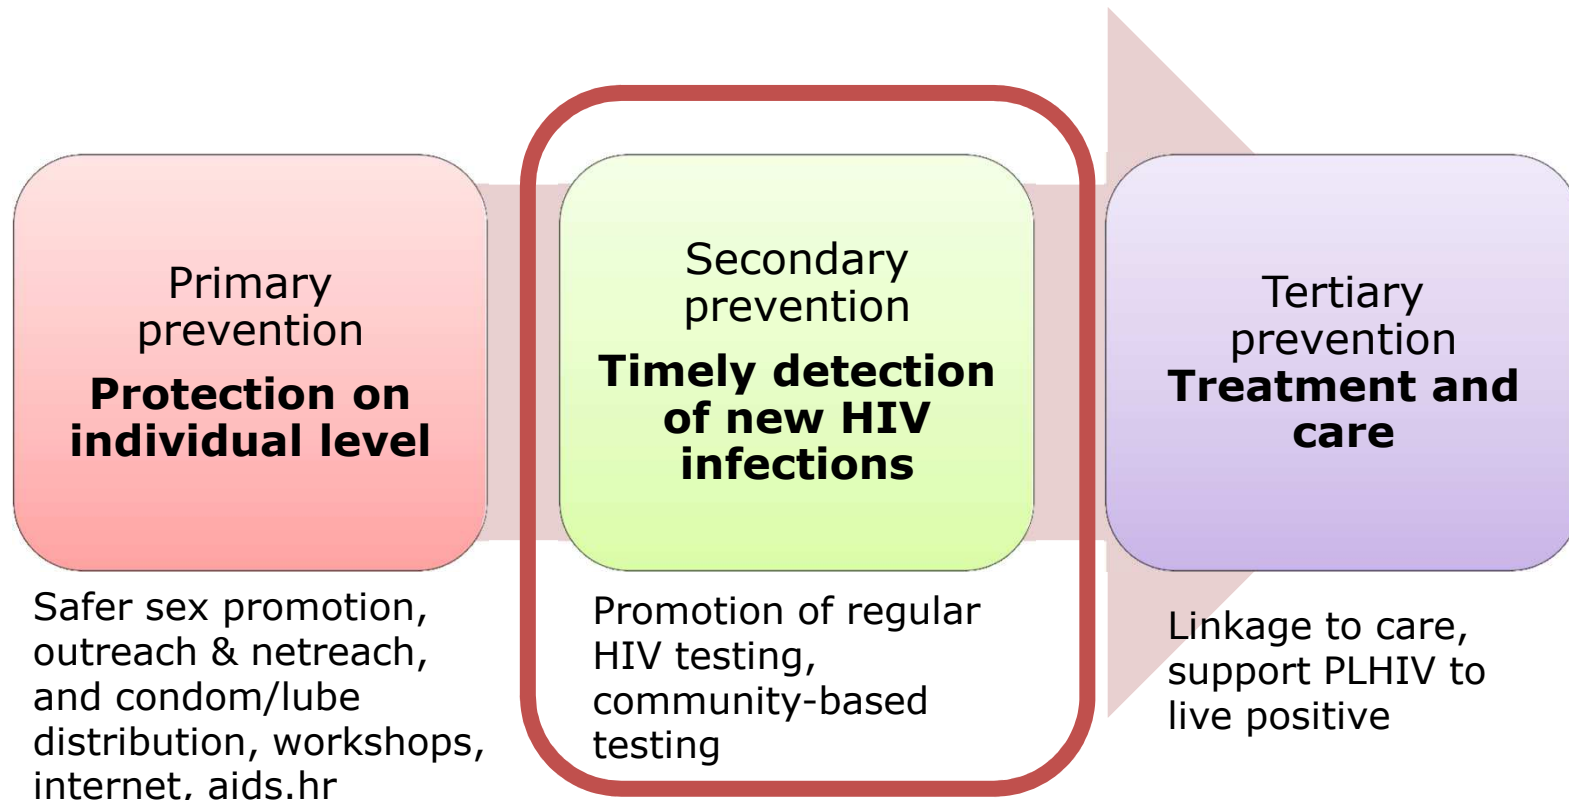 Primary
prevention
Protection on
individual level
Safer sex promotion,
outreach & netreach,
and condom/lube
distribution, workshops,
internet, aids.hr
Secondary
prevention
Timely detection
of new HIV
infections
Promotion of regular
HIV testing,
community-based
testing
Tertiary
prevention
Treatment and
care
Linkage to care,
support PLHIV to
live positive